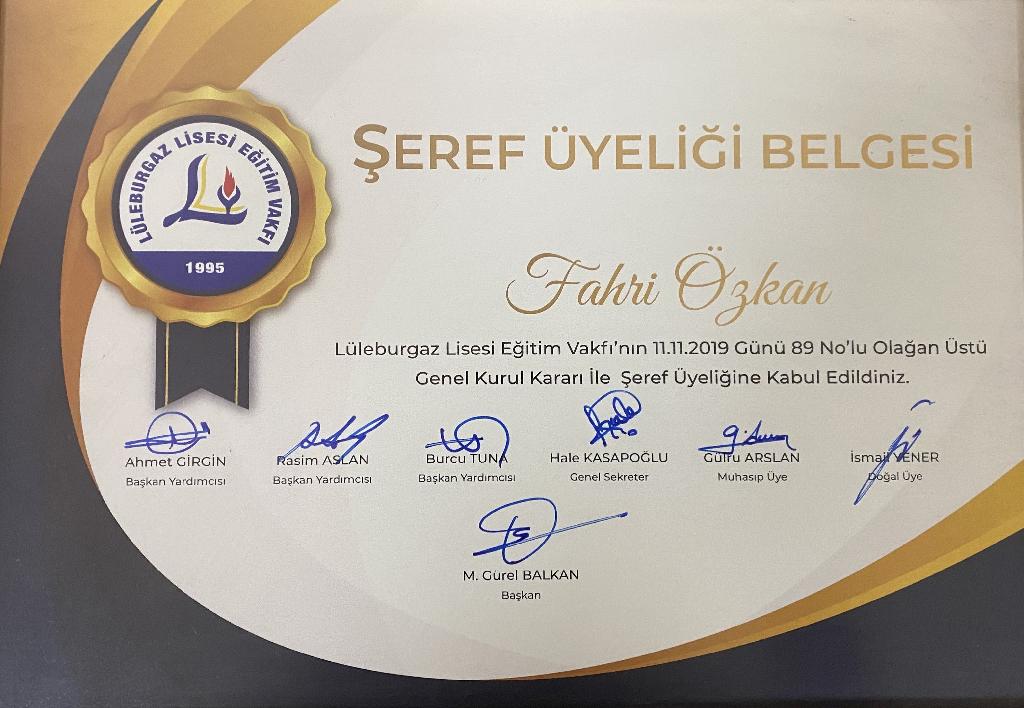 LÜLEBURGAZ LİSESİ EĞİTİM VAKFI
1995
ŞEREF ÜYELİĞİ BELGESİ
Fahri Özkan
Lüleburgaz Lisesi Eğitim Vakfı'nın 11.11.2019 Günü 89 No'lu Olağan Üstü
Genel Kurul Kararı İle Şeref Üyeliğine Kabul Edildiniz.
Ahmet GİRGİN Rasim ASLAN Burcu TUNA Hale KASAPOĞLU Gülru ARSLAN İsmail YENER
Başkan Yardımcısı Başkan Yardımcısı Başkan Yardımcısı Genel Sekreter Muhasip Üye Doğal Üye
M. Gürel BALKAN
Başkan